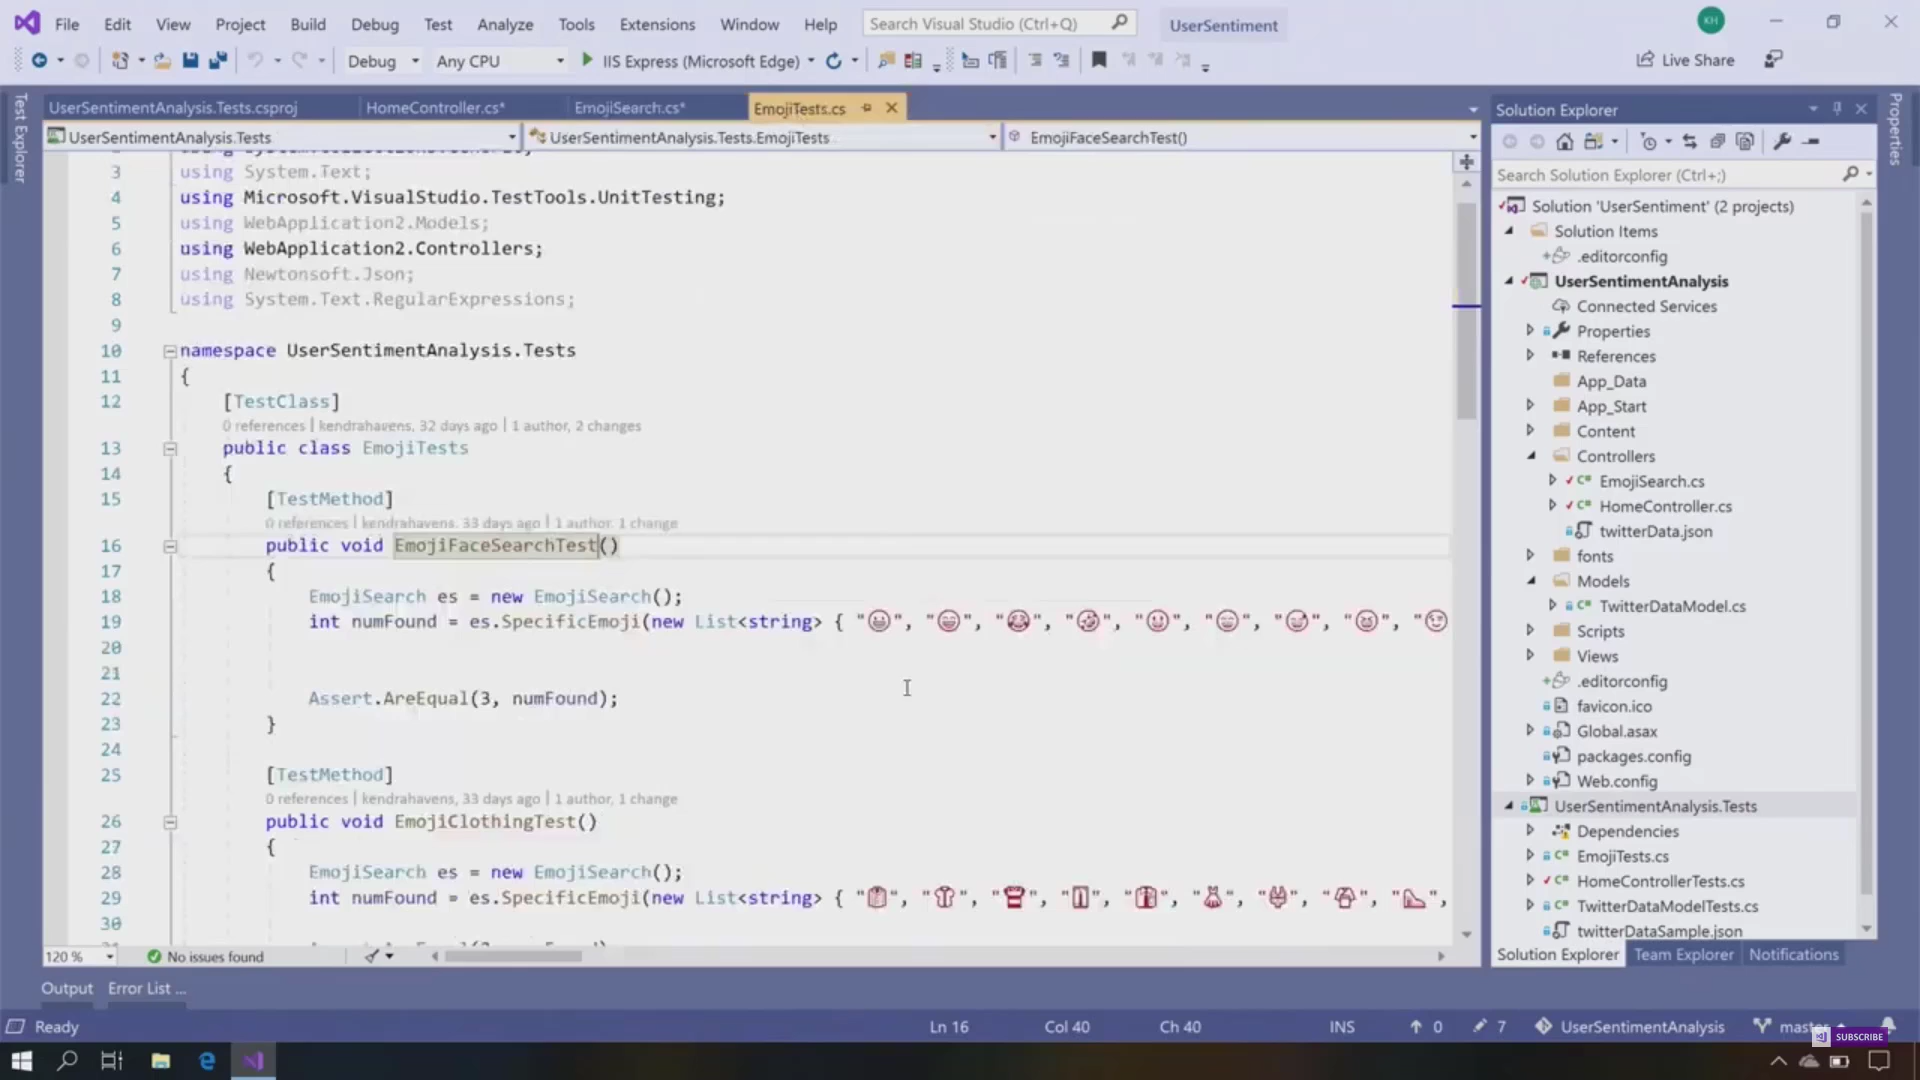 File Edit View Project Build Debug Test Analyze Tools Extensions Window Help Search Visual Studio (Ctrl+Q) UserSentiment KH
Debug Any CPU IIS Express (Microsoft Edge) Live Share
Test Explorer
UserSentimentAnalysis.Tests.csproj HomeController.cs* EmojiSearch.cs* EmojiTests.cs
UserSentimentAnalysis.Tests UserSentimentAnalysis.Tests.EmojiTests EmojiFaceSearchTest()
3 using System.Text;
4 using Microsoft.VisualStudio.TestTools.UnitTesting;
5 using WebApplication2.Models;
6 using WebApplication2.Controllers;
7 using Newtonsoft.Json;
8 using System.Text.RegularExpressions;
9
10 namespace UserSentimentAnalysis.Tests
11 {
12 [TestClass]
0 references | kendrahavens, 32 days ago | 1 author, 2 changes
13 public class EmojiTests
14 {
15 [TestMethod]
0 references | kendrahavens, 33 days ago | 1 author, 1 change
16 public void EmojiFaceSearchTest()
17 {
18 EmojiSearch es = new EmojiSearch();
19 int numFound = es.SpecificEmoji(new List<string> { "😀", "😄", "😂", "🤣", "😃", "😄", "😅", "😆", "😉
20
21
22 Assert.AreEqual(3, numFound);
23 }
24
25 [TestMethod]
0 references | kendrahavens, 33 days ago | 1 author, 1 change
26 public void EmojiClothingTest()
27 {
28 EmojiSearch es = new EmojiSearch();
29 int numFound = es.SpecificEmoji(new List<string> {
30
120 % No issues found
Output Error List ...
Solution Explorer
Search Solution Explorer (Ctrl+;)
Solution 'UserSentiment' (2 projects)
Solution Items
.editorconfig
UserSentimentAnalysis
Connected Services
Properties
References
App_Data
App_Start
Content
Controllers
EmojiSearch.cs
HomeController.cs
twitterData.json
fonts
Models
TwitterDataModel.cs
Scripts
Views
.editorconfig
favicon.ico
Global.asax
packages.config
Web.config
UserSentimentAnalysis.Tests
Dependencies
EmojiTests.cs
HomeControllerTests.cs
TwitterDataModelTests.cs
twitterDataSample.json
Solution Explorer Team Explorer Notifications
Properties
Ready Ln 16 Col 40 Ch 40 INS 0 7 UserSentimentAnalysis master
SUBSCRIBE